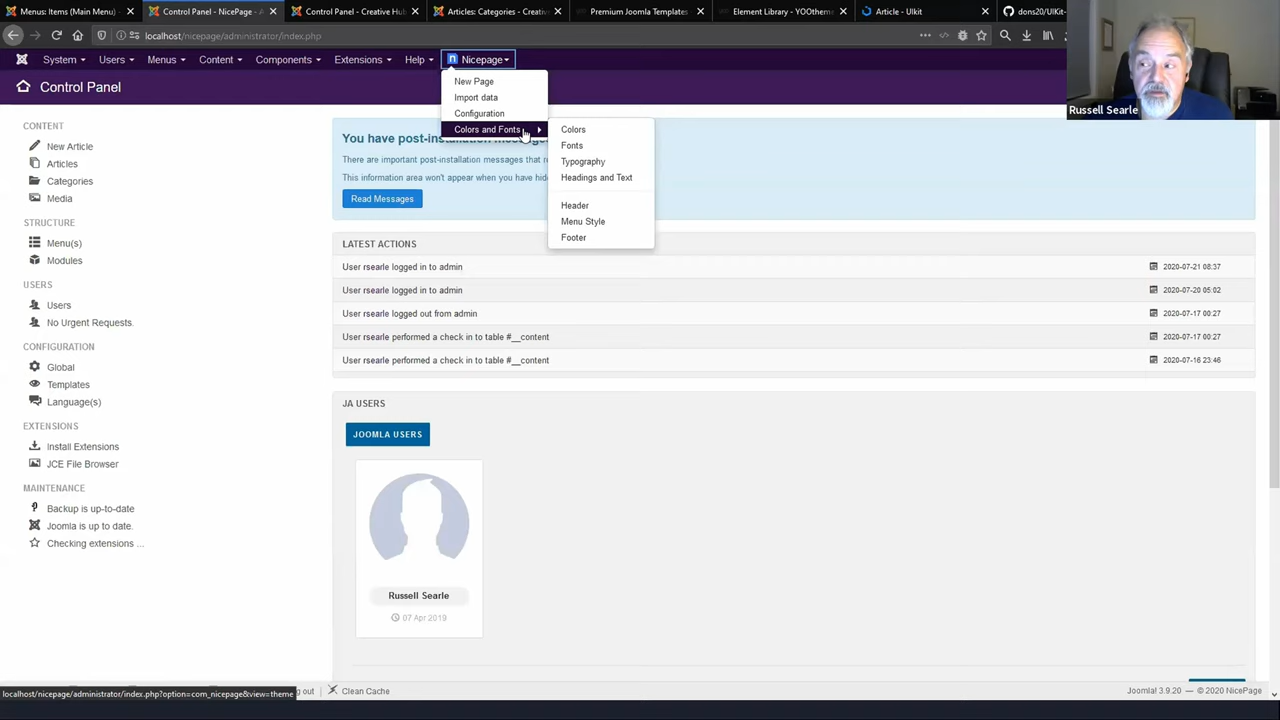 Menus: Items (Main Menu) -
Control Panel - NicePage - A
Control Panel - Creative Hub
Articles: Categories - Creative
Premium Joomla Templates
Element Library - YOOtheme
Article - UIkit
dons20/UIKit-
localhost/nicepage/administrator/index.php
System
Users
Menus
Content
Components
Extensions
Help
Nicepage
Control Panel
Russell Searle
New Page
Import data
Configuration
Colors and Fonts
Colors
Fonts
Typography
Headings and Text
Header
Menu Style
Footer
CONTENT
New Article
Articles
Categories
Media
STRUCTURE
Menu(s)
Modules
USERS
Users
No Urgent Requests.
CONFIGURATION
Global
Templates
Language(s)
EXTENSIONS
Install Extensions
JCE File Browser
MAINTENANCE
Backup is up-to-date
Joomla is up to date.
Checking extensions ...
You have post-installation
There are important post-installation messages that
This information area won't appear when you have
Read Messages
LATEST ACTIONS
User rsearle logged in to admin
2020-07-21 08:37
User rsearle logged in to admin
2020-07-20 05:02
User rsearle logged out from admin
2020-07-17 00:27
User rsearle performed a check in to table #__content
2020-07-17 00:27
User rsearle performed a check in to table #__content
2020-07-16 23:46
JA USERS
JOOMLA USERS
Russell Searle
07 Apr 2019
localhost/nicepage/administrator/index.php?option=com_nicepage&view=theme
out
Clean Cache
Joomla! 3.9.20 — © 2020 NicePage